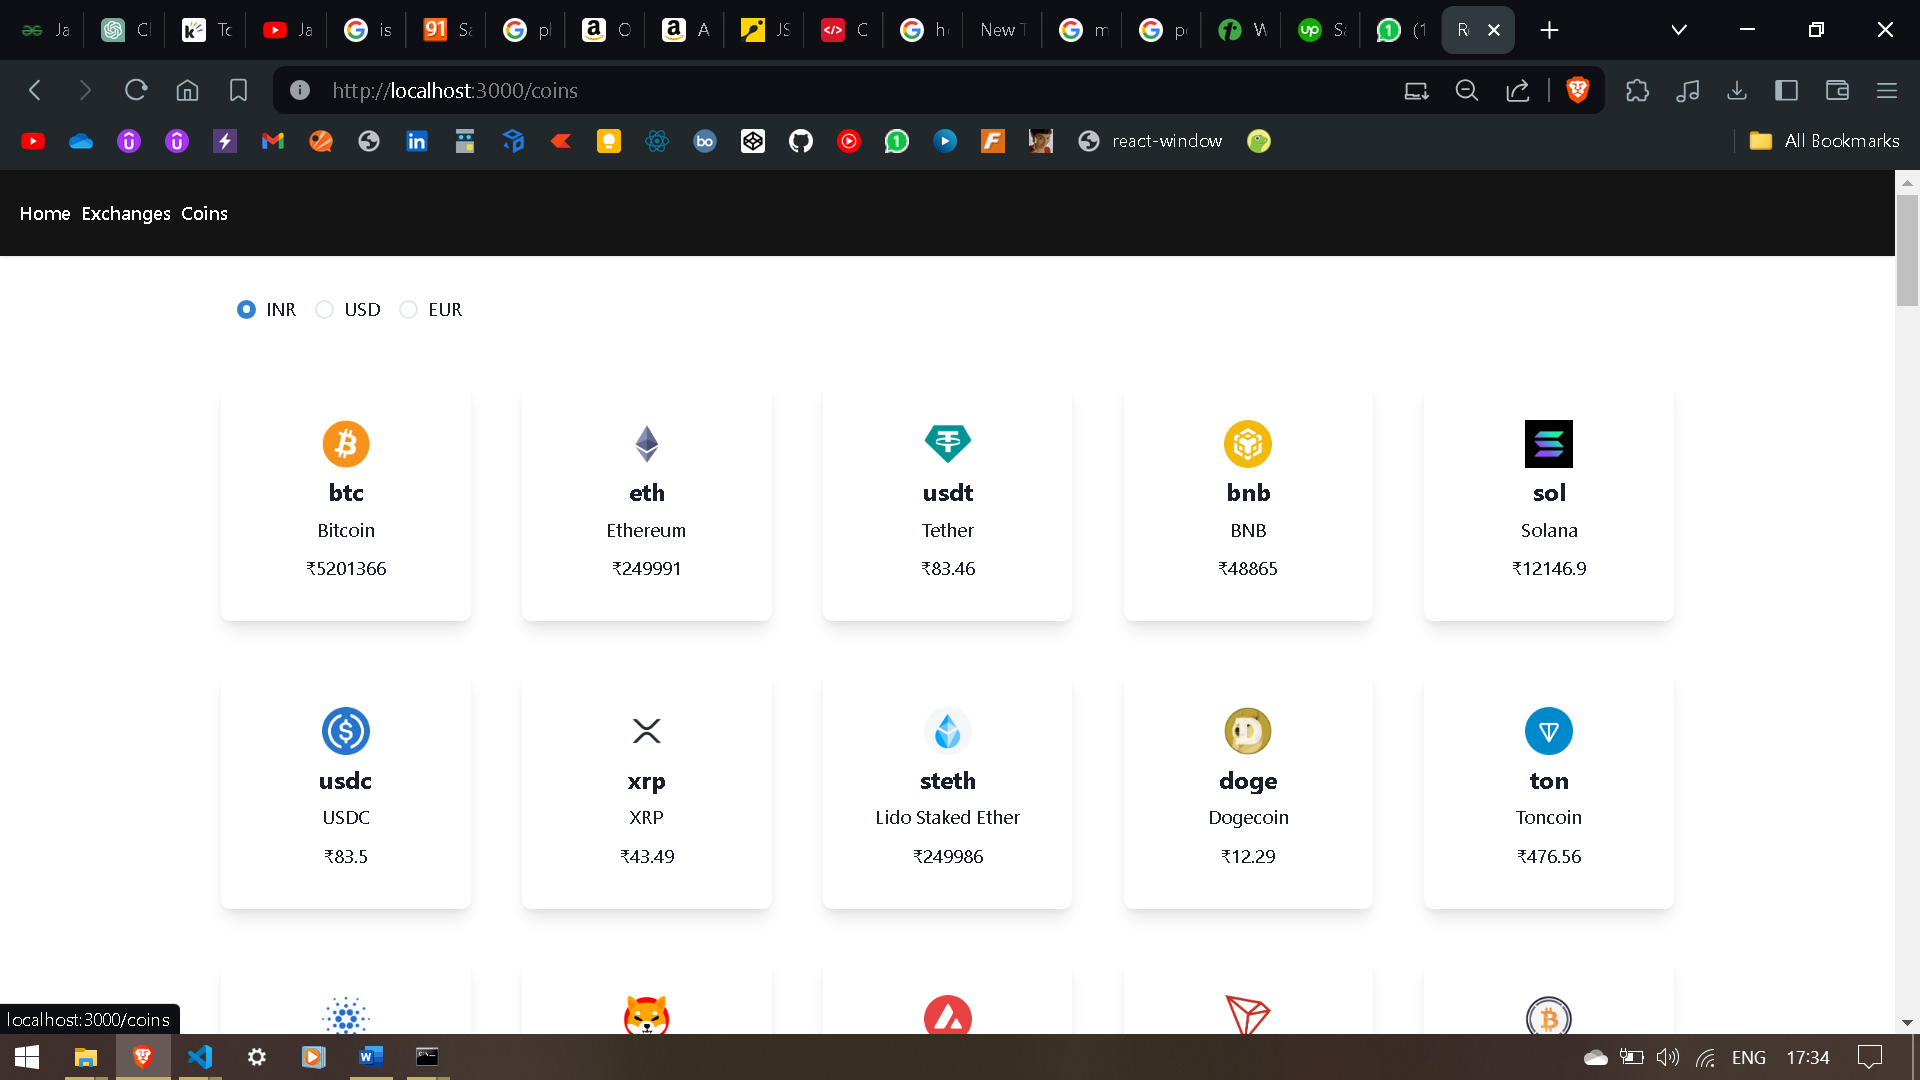 Ja
Cl
Tc
Ja
is
Sa
pl
O
A
JS
C
h
New T
m
p
W
Sa
(1
R
http://localhost:3000/coins
react-window
All Bookmarks
Home Exchanges Coins
INR USD EUR
btc
Bitcoin
₹5201366
eth
Ethereum
₹249991
usdt
Tether
₹83.46
bnb
BNB
₹48865
sol
Solana
₹12146.9
usdc
USDC
₹83.5
xrp
XRP
₹43.49
steth
Lido Staked Ether
₹249986
doge
Dogecoin
₹12.29
ton
Toncoin
₹476.56
localhost:3000/coins
ENG 17:34